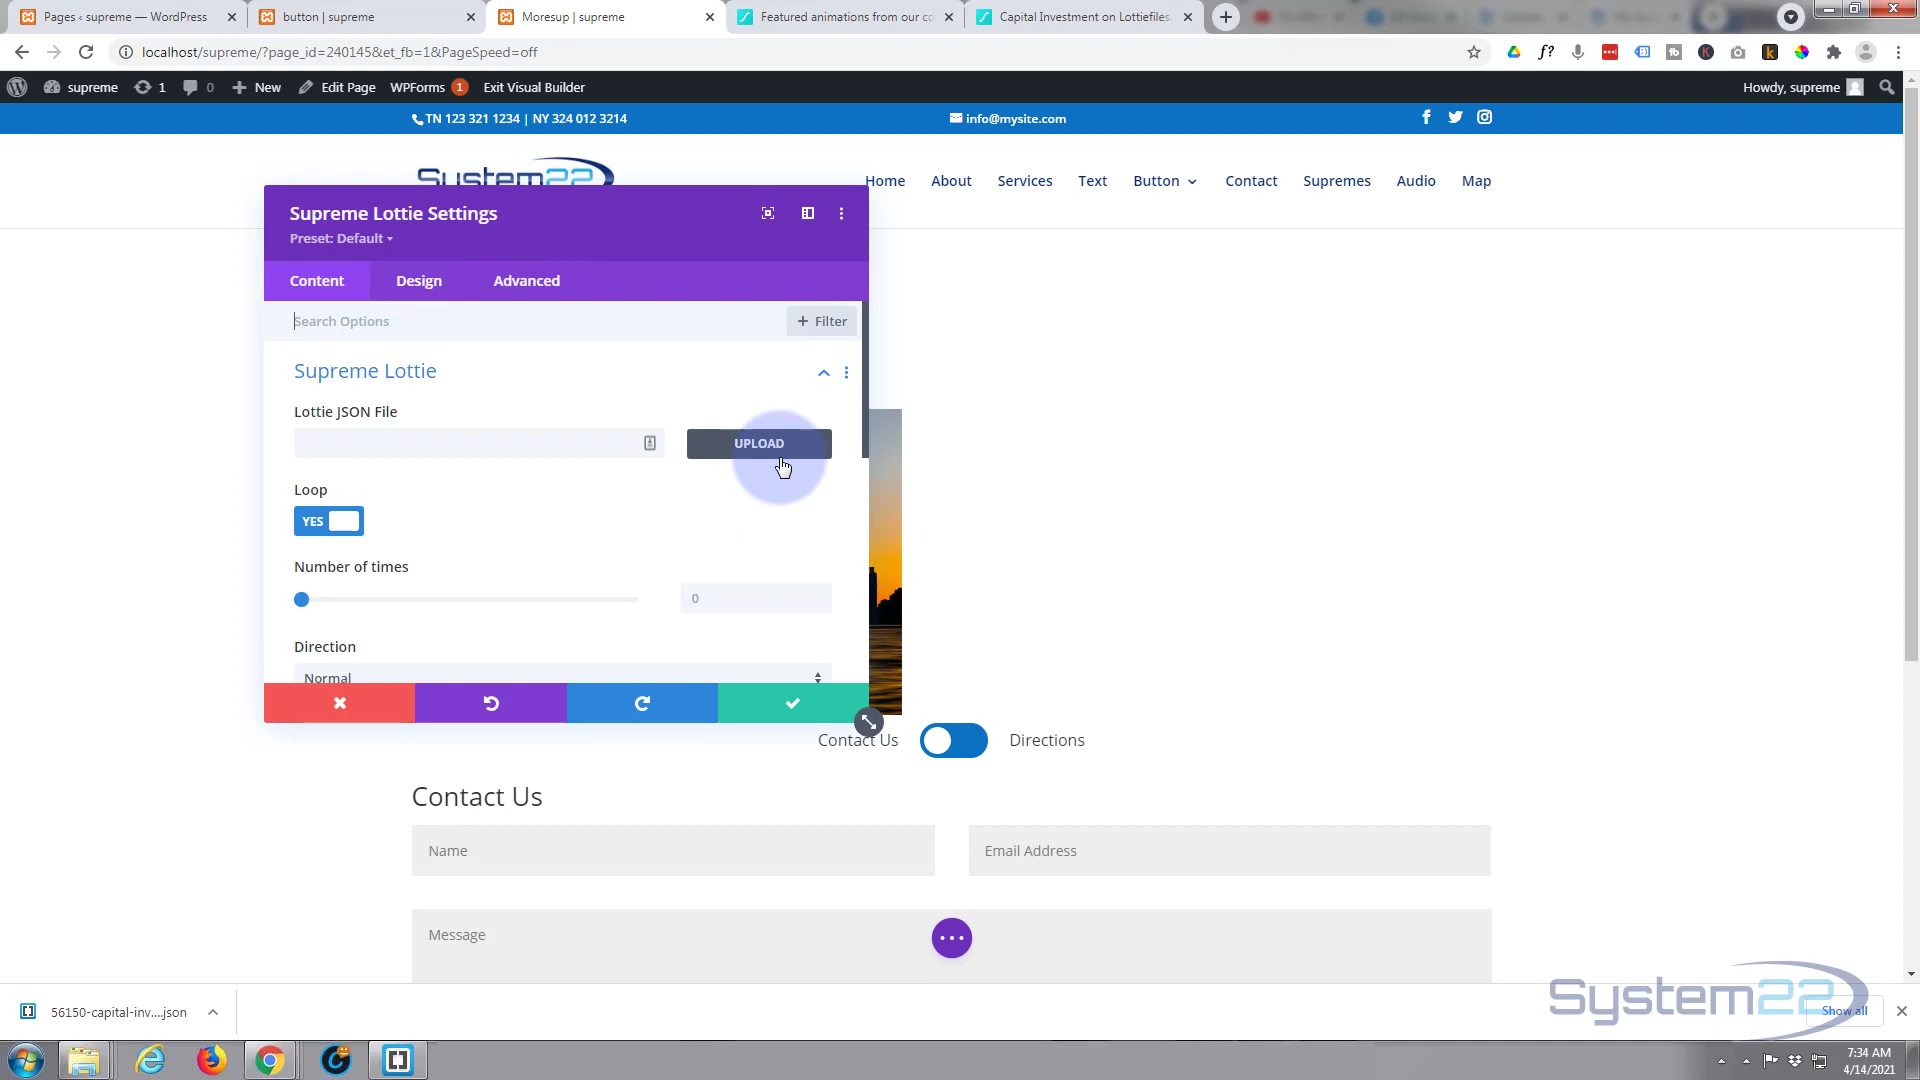 Pages ‹ supreme — WordPress
button | supreme
Moresup | supreme
Featured animations from our co
Capital Investment on Lottiefiles.
localhost/supreme/?page_id=240145&et_fb=1&PageSpeed=off
supreme 1 0 New Edit Page WPForms 1 Exit Visual Builder Howdy, supreme
TN 123 321 1234 | NY 324 012 3214 info@mysite.com
System22
Home About Services Text Button Contact Supremes Audio Map
Supreme Lottie Settings
Preset: Default
Content Design Advanced
Search Options + Filter
Supreme Lottie
Lottie JSON File
UPLOAD
Loop
YES
Number of times
0
Direction
Normal
Contact Us Directions
Contact Us
Name Email Address
Message
56150-capital-inv....json
System22
Show all
7:34 AM
4/14/2021